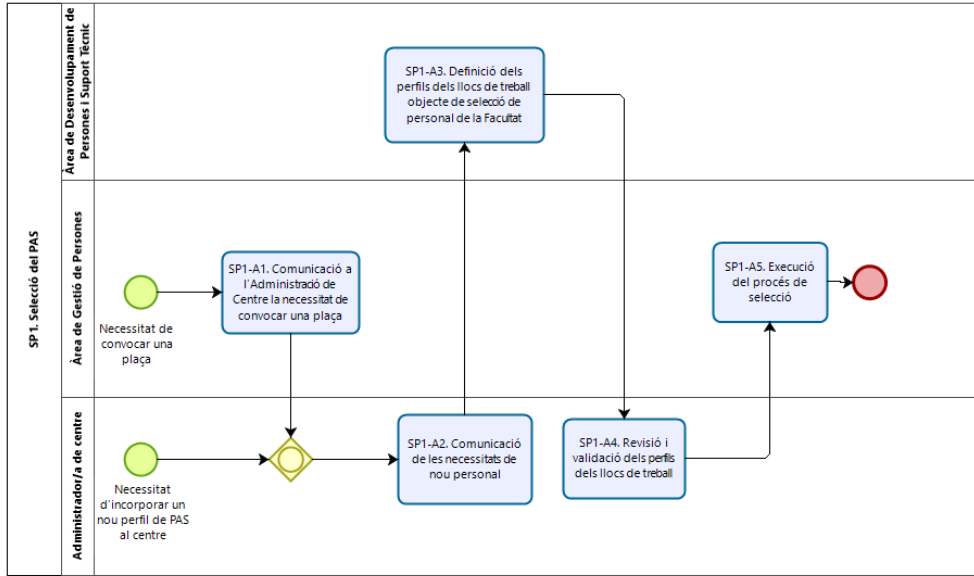 SP1. Selecció del PAS
Àrea de Desenvolupament de
Persones i Suport Tècnic
SP1-A3. Definició dels
perfils dels llocs de treball
objecte de selecció de
personal de la Facultat
Àrea de Gestió de Persones
Necessitat de
convocar una
plaça
SP1-A1. Comunicació a
l'Administració de
Centre la necessitat de
convocar una plaça
SP1-A5. Execució
del procés de
selecció
Administrador/a de centre
Necessitat
d'incorporar un
nou perfil de PAS
al centre
SP1-A2. Comunicació
de les necessitats de
nou personal
SP1-A4. Revisió i
validació dels perfils
dels llocs de treball